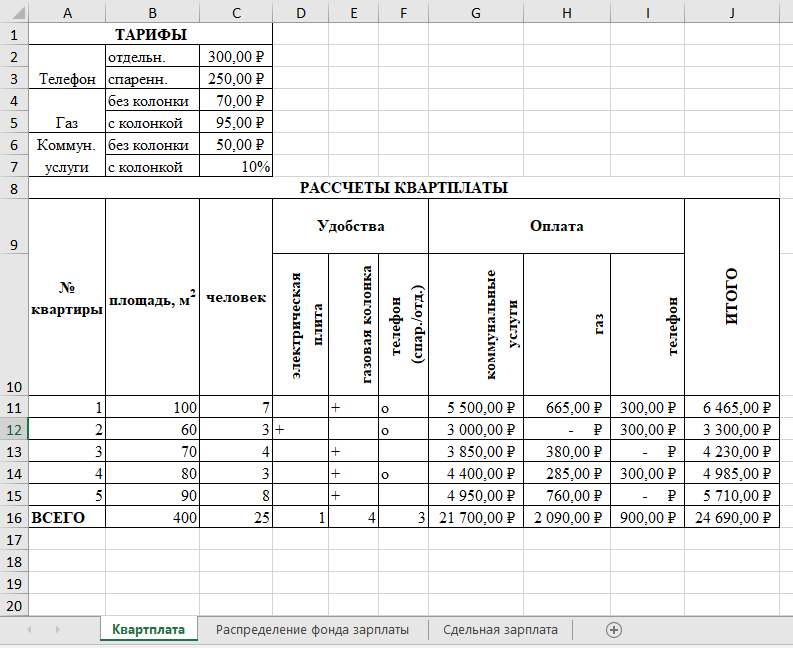 A B C D E F G H I J
1 ТАРИФЫ
2 отдельн. 300,00 ₽
3 Телефон спаренн. 250,00 ₽
4 без колонки 70,00 ₽
5 Газ с колонкой 95,00 ₽
6 Коммун. без колонки 50,00 ₽
7 услуги с колонкой 10%
8 РАССЧЕТЫ КВАРТПЛАТЫ
9 Удобства Оплата
№ квартиры
площадь, м²
человек
электрическая плита
газовая колонка
телефон (спар./отд.)
коммунальные услуги
газ
телефон
ИТОГО
10
11 1 100 7 + о 5 500,00 ₽ 665,00 ₽ 300,00 ₽ 6 465,00 ₽
12 2 60 3 + о 3 000,00 ₽ - ₽ 300,00 ₽ 3 300,00 ₽
13 3 70 4 + 3 850,00 ₽ 380,00 ₽ - ₽ 4 230,00 ₽
14 4 80 3 + о 4 400,00 ₽ 285,00 ₽ 300,00 ₽ 4 985,00 ₽
15 5 90 8 + 4 950,00 ₽ 760,00 ₽ - ₽ 5 710,00 ₽
16 ВСЕГО 400 25 1 4 3 21 700,00 ₽ 2 090,00 ₽ 900,00 ₽ 24 690,00 ₽
17
18
19
20
Квартплата Распределение фонда зарплаты Сдельная зарплата